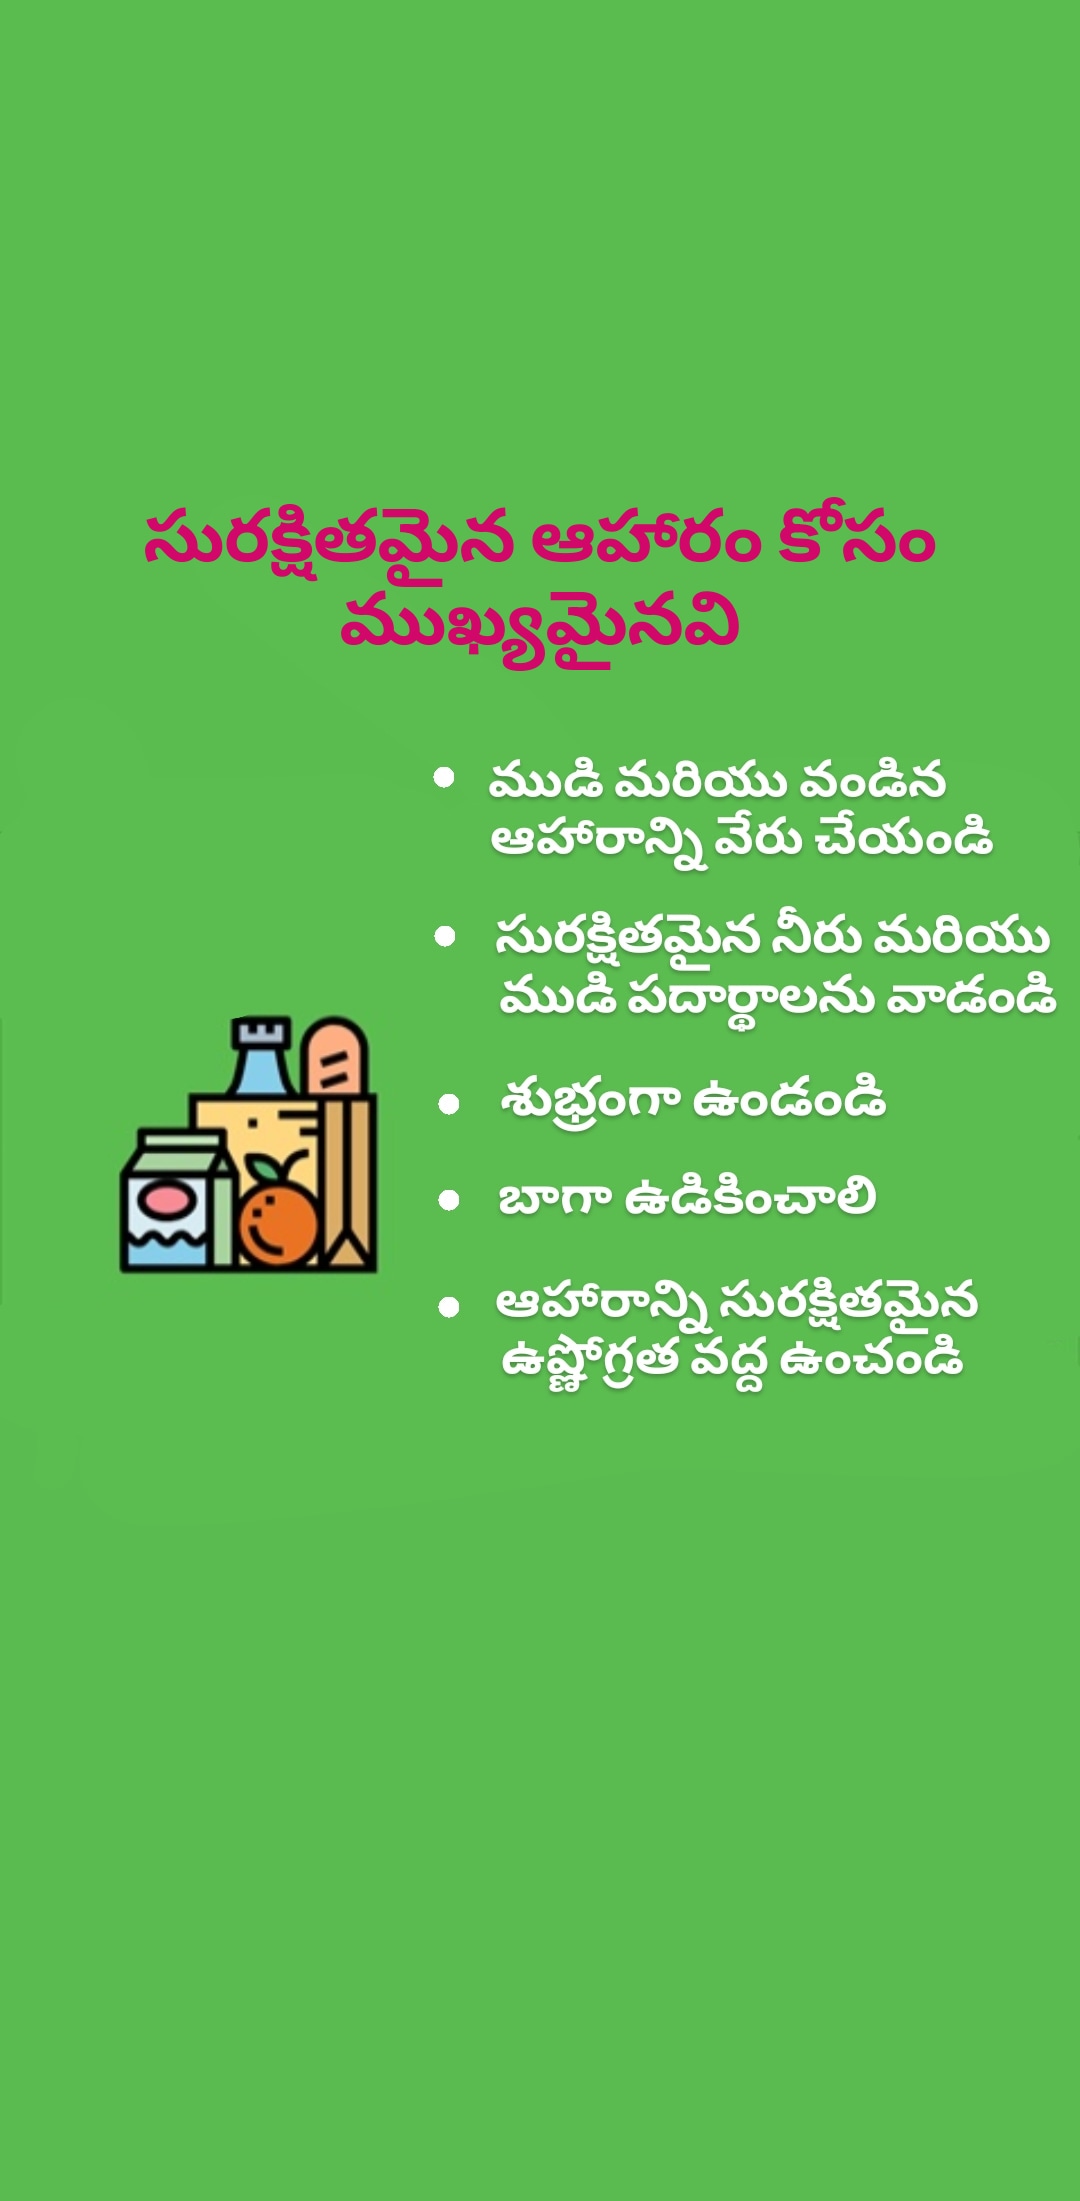 సురక్షితమైన ఆహారం కోసం
ముఖ్యమైనవి
ముడి మరియు వండిన
ఆహారాన్ని వేరు చేయండి
సురక్షితమైన నీరు మరియు
ముడి పదార్థాలను వాడండి
శుభ్రంగా ఉండండి
బాగా ఉడికించాలి
ఆహారాన్ని సురక్షితమైన
ఉష్ణోగ్రత వద్ద ఉంచండి